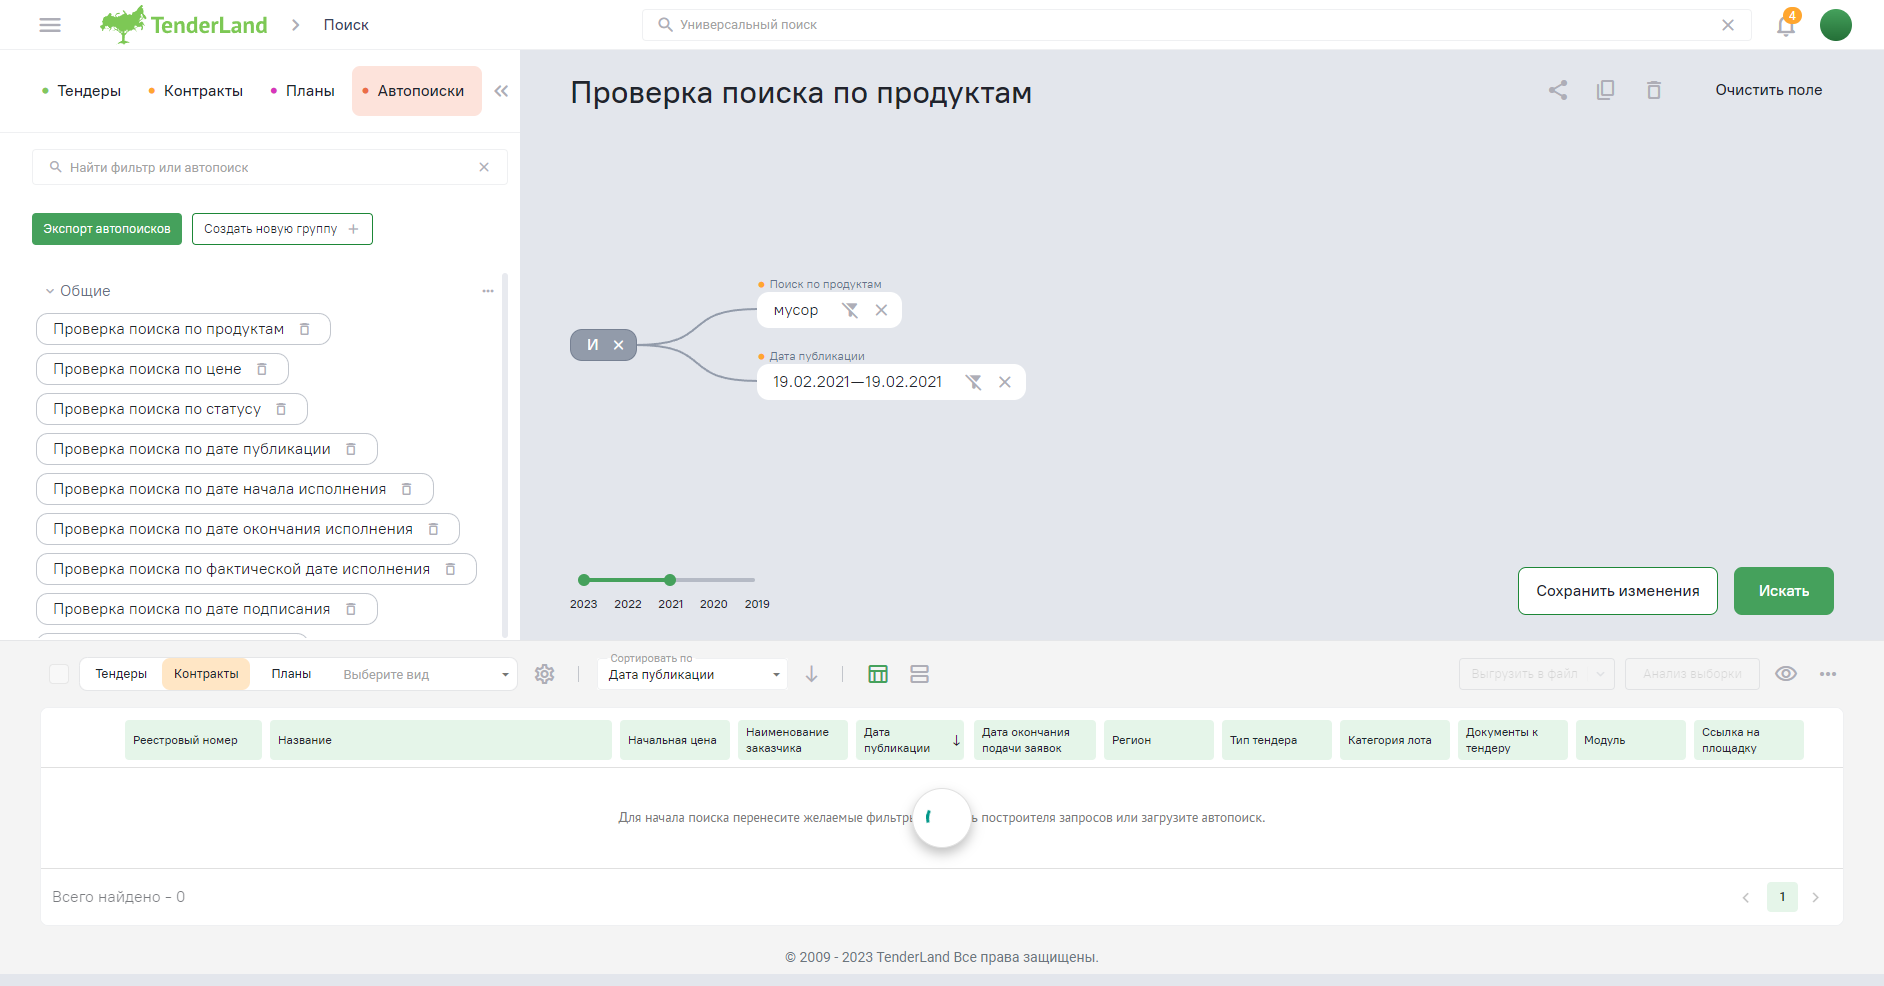 TenderLand
Поиск
Универсальный поиск
4
Тендеры
Контракты
Планы
Автопоиски
Найти фильтр или автопоиск
Экспорт автопоисков
Создать новую группу
Общие
Проверка поиска по продуктам
Проверка поиска по цене
Проверка поиска по статусу
Проверка поиска по дате публикации
Проверка поиска по дате начала исполнения
Проверка поиска по дате окончания исполнения
Проверка поиска по фактической дате исполнения
Проверка поиска по дате подписания
Проверка поиска по продуктам
Очистить поле
Поиск по продуктам
мусор
И
Дата публикации
19.02.2021—19.02.2021
2023 2022 2021 2020 2019
Сохранить изменения
Искать
Тендеры
Контракты
Планы
Выберите вид
Сортировать по
Дата публикации
Выгрузить в файл
Анализ выборки
Реестровый номер
Название
Начальная цена
Наименование
заказчика
Дата
публикации
Дата окончания
подачи заявок
Регион
Тип тендера
Категория лота
Документы к
тендеру
Модуль
Ссылка на
площадку
Для начала поиска перенесите желаемые фильтры построителя запросов или загрузите автопоиск.
Всего найдено - 0
1
© 2009 - 2023 TenderLand Все права защищены.